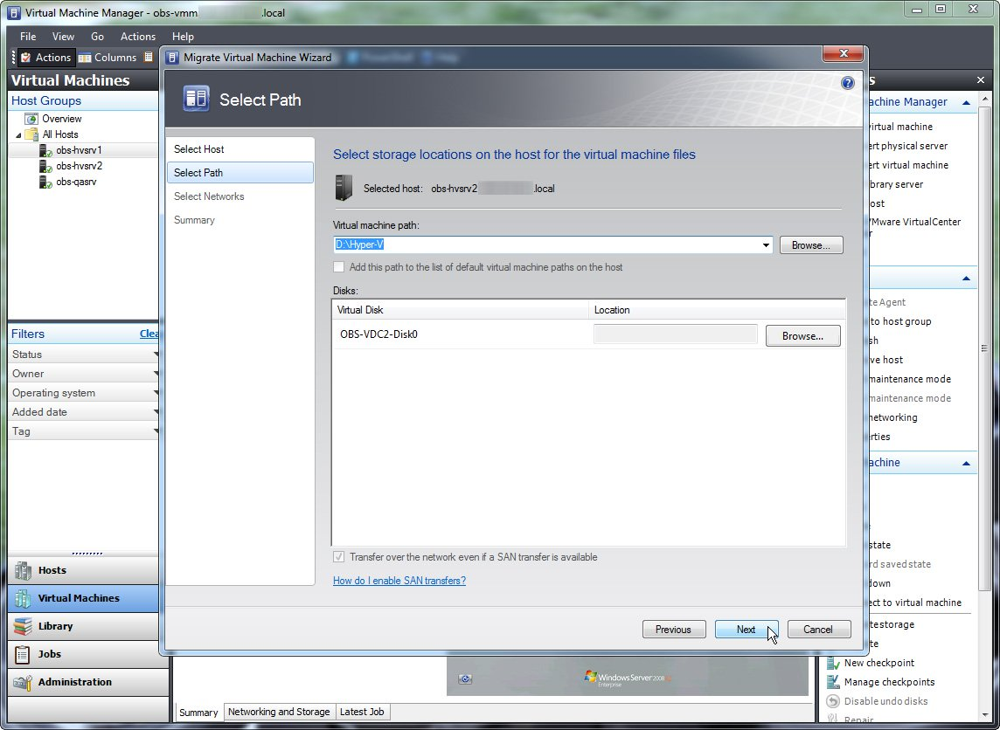 Virtual Machine Manager - obs-vmm .local
File View Go Actions Help
Actions Columns
Virtual Machines
Host Groups
Overview
All Hosts
obs-hvsrv1
obs-hvsrv2
obs-qasrv
Filters Clea
Status
Owner
Operating system
Added date
Tag
Hosts
Virtual Machines
Library
Jobs
Administration
Migrate Virtual Machine Wizard
Select Path
Select Host
Select Path
Select Networks
Summary
Select storage locations on the host for the virtual machine files
Selected host: obs-hvsrv2 .local
Virtual machine path:
D:\Hyper-V
Browse...
Add this path to the list of default virtual machine paths on the host
Disks:
Virtual Disk Location
OBS-VDC2-Disk0 Browse...
Transfer over the network even if a SAN transfer is available
How do I enable SAN transfers?
Previous Next Cancel
Windows Server 2008
Enterprise
Summary Networking and Storage Latest Job
s
achine Manager
virtual machine
ert physical server
ert virtual machine
brary server
ost
VMware VirtualCenter
r
te Agent
to host group
sh
ve host
maintenance mode
maintenance mode
networking
erties
achine
state
rd saved state
down
ect to virtual machine
te storage
te
New checkpoint
Manage checkpoints
Disable undo disks
Repair